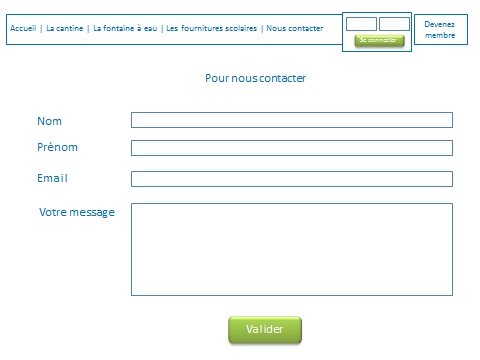 Accueil | La cantine | La fontaine à eau | Les fournitures scolaires | Nous contacter
Se connecter
Devenez
membre
Pour nous contacter
Nom
Prénom
Email
Votre message
Valider